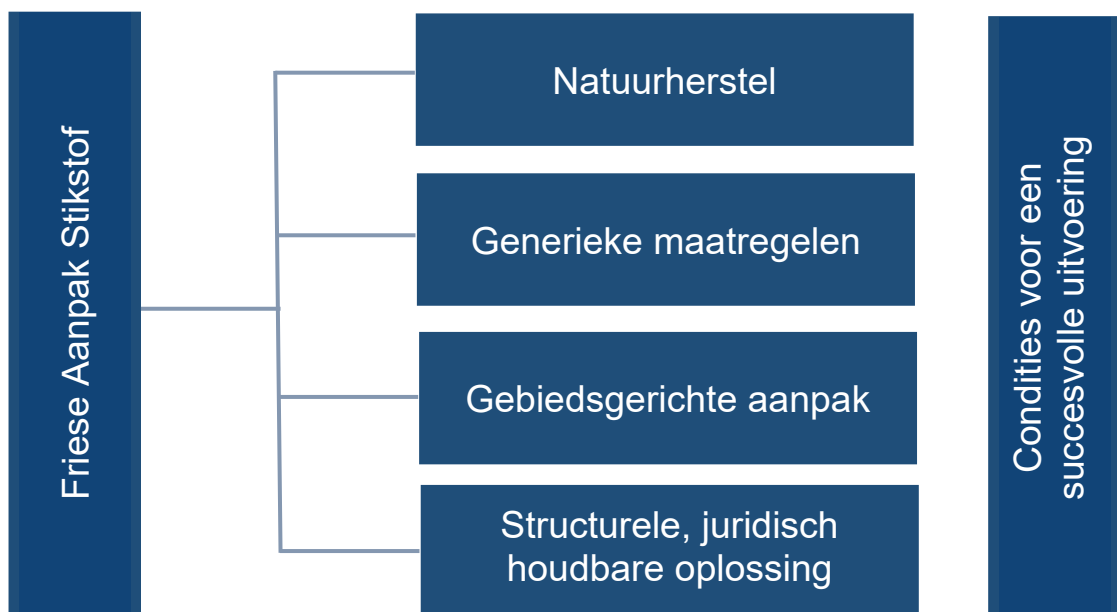 Friese Aanpak Stikstof
Natuurherstel
Generieke maatregelen
Gebiedsgerichte aanpak
Structurele, juridisch
houdbare oplossing
Condities voor een
succesvolle uitvoering